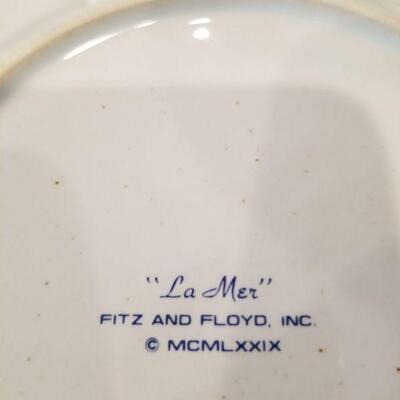 "La Mer"
FITZ AND FLOYD, INC.
© MCMLXXIX